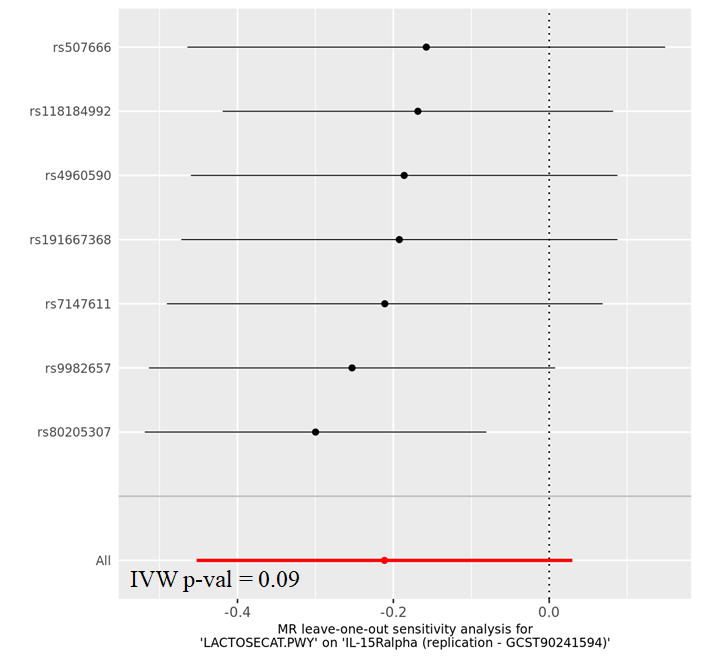 rs507666
rs118184992
rs4960590
rs191667368
rs7147611
rs9982657
rs80205307
All
IVW p-val = 0.09
-0.4 -0.2 0.0
MR leave-one-out sensitivity analysis for
'LACTOSECAT.PWY' on 'IL-15Ralpha (replication - GCST90241594)'